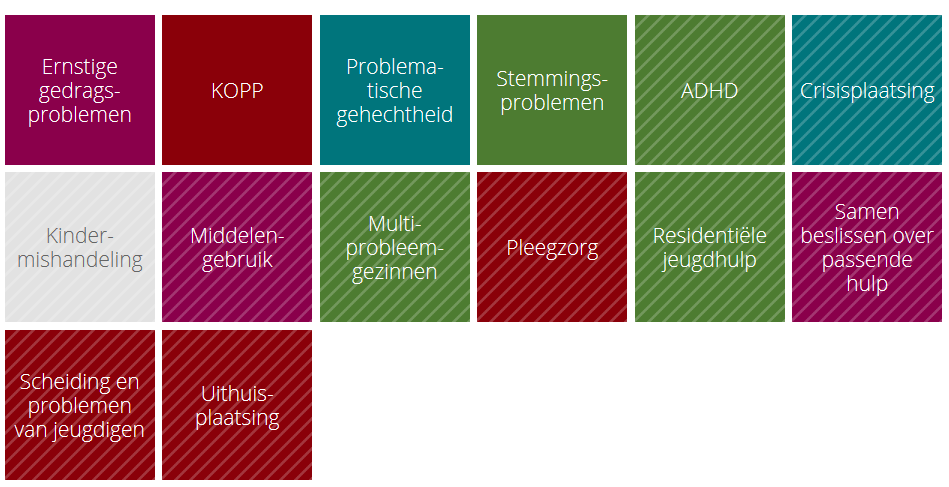 Ernstige
gedrags-
problemen
KOPP
Problema-
tische
gehechtheid
Stemmings-
problemen
ADHD
Crisisplaatsing
Kinder-
mishandeling
Middelen-
gebruik
Multi-
probleem-
gezinnen
Pleegzorg
Residentiële
jeugdhulp
Samen
beslissen over
passende
hulp
Scheiding en
problemen
van jeugdigen
Uithuis-
plaatsing